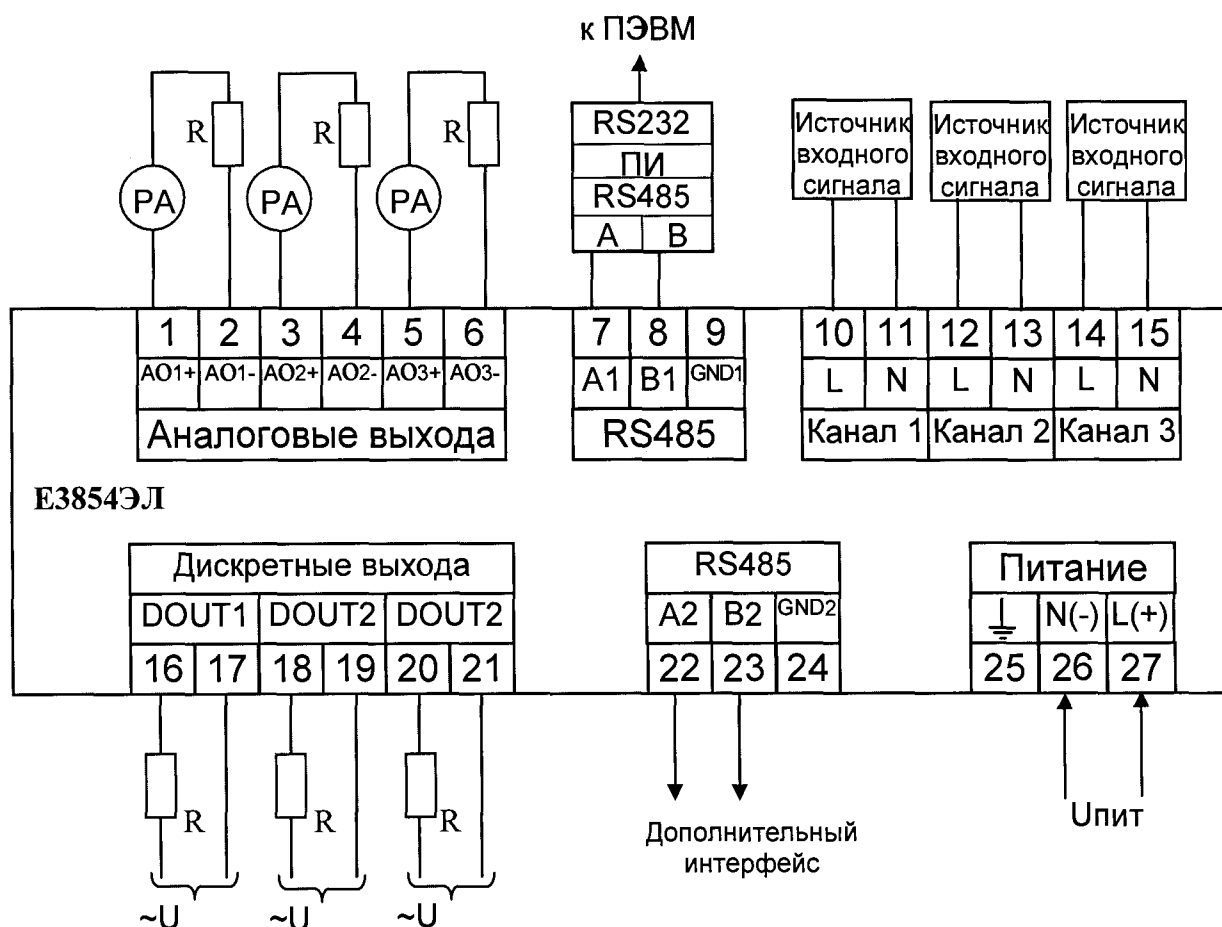 к ПЭВМ
R R R
PA PA PA
RS232
ПИ
RS485
A B
Источник входного сигнала
Источник входного сигнала
Источник входного сигнала
1 2 3 4 5 6
AO1+ AO1- AO2+ AO2- AO3+ AO3-
Аналоговые выхода
7 8 9
A1 B1 GND1
RS485
10 11 12 13 14 15
L N L N L N
Канал 1 Канал 2 Канал 3
Е3854ЭЛ
Дискретные выхода
DOUT1 DOUT2 DOUT2
16 17 18 19 20 21
R R R
~U ~U ~U
RS485
A2 B2 GND2
22 23 24
Дополнительный
интерфейс
Питание
N(-) L(+)
25 26 27
Uпит